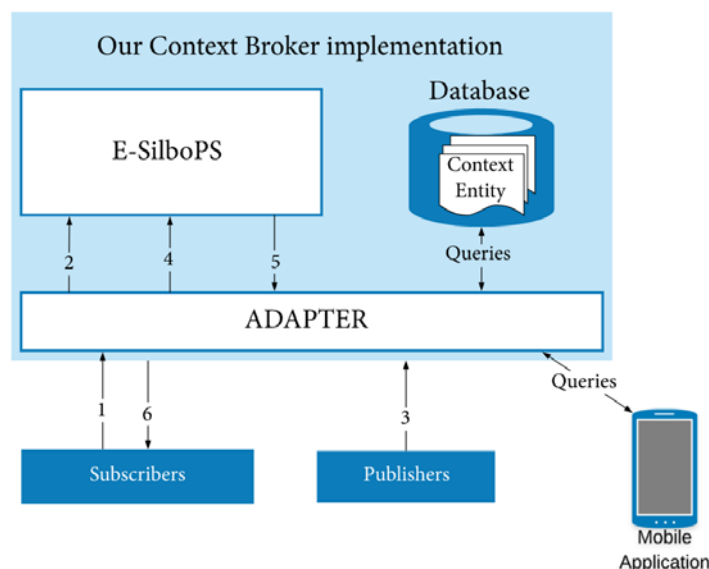 Our Context Broker implementation
Database
E-SilboPS
Context
Entity
2
4
5
Queries
ADAPTER
1
6
3
Queries
Subscribers
Publishers
Mobile
Application